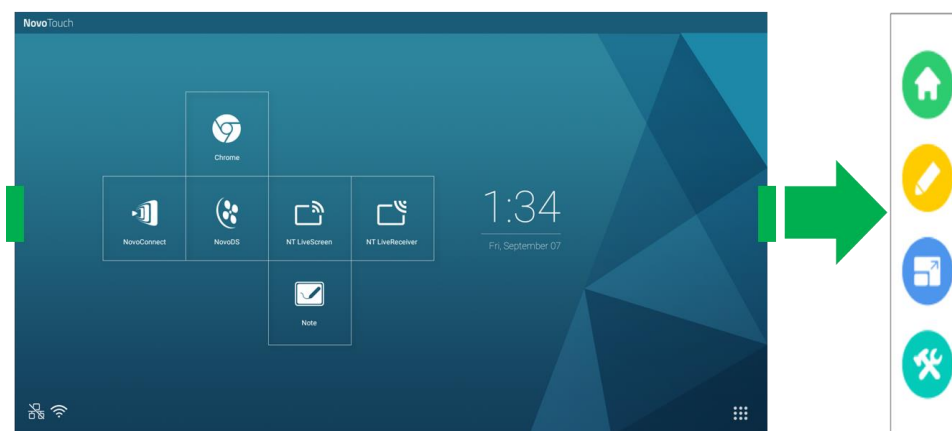 NovoTouch
Chrome
NovoConnect
NovoDS
NT LiveScreen
NT LiveReceiver
1:34
Fri, September 07
Note